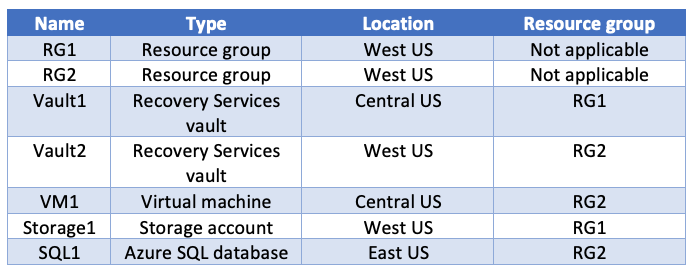 Name Type Location Resource group
RG1 Resource group West US Not applicable
RG2 Resource group West US Not applicable
Vault1 Recovery Services Central US RG1
vault
Vault2 Recovery Services West US RG2
vault
VM1 Virtual machine Central US RG2
Storage1 Storage account West US RG1
SQL1 Azure SQL database East US RG2